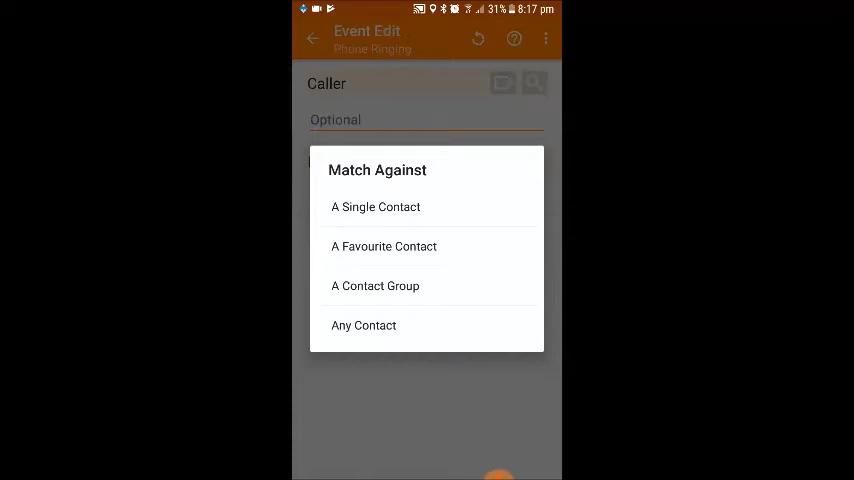 31% 8:17 pm
Event Edit
Phone Ringing
Caller
Optional
Match Against
A Single Contact
A Favourite Contact
A Contact Group
Any Contact